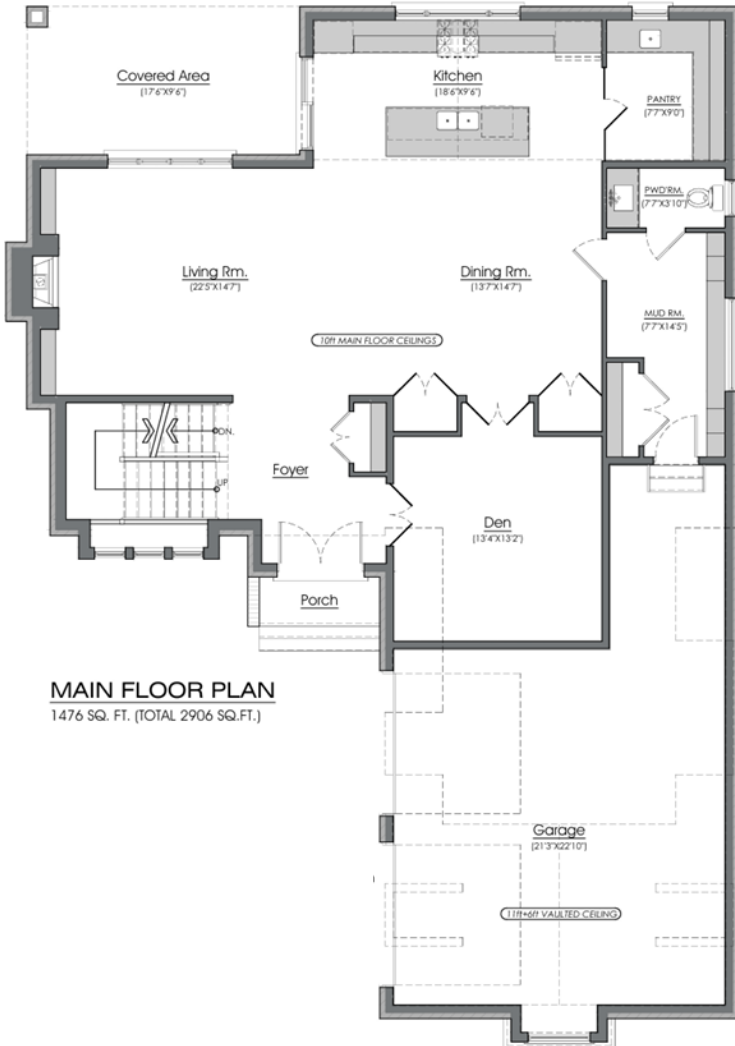 Covered Area
(17'6"X9'6")
Kitchen
(18'6"X9'6")
PANTRY
(7'7"X9'0")
PWD'RM.
(7'7"X3'10")
Living Rm.
(22'5"X14'7")
Dining Rm.
(13'7"X14'7")
MUD RM.
(7'7"X14'5")
10ft MAIN FLOOR CEILINGS
DN.
UP
Foyer
Den
(13'4"X13'2")
Porch
MAIN FLOOR PLAN
1476 SQ. FT. (TOTAL 2906 SQ.FT.)
Garage
(21'3"X22'10")
11ft+6ft VAULTED CEILING